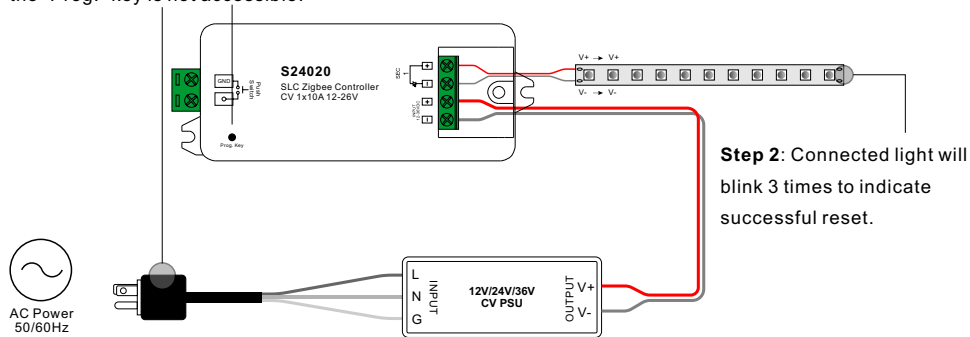 the "Prog." key is not accessible.
S24020
SLC Zigbee Controller
CV 1x10A 12-26V
GND
Push
Switch
Prog. Key
SEC
1
+
-
+
-
INPUT
V+ → V+
V- → V-
Step 2: Connected light will
blink 3 times to indicate
successful reset.
AC Power
50/60Hz
L
N
G
INPUT
12V/24V/36V
CV PSU
OUTPUT
V+
V-